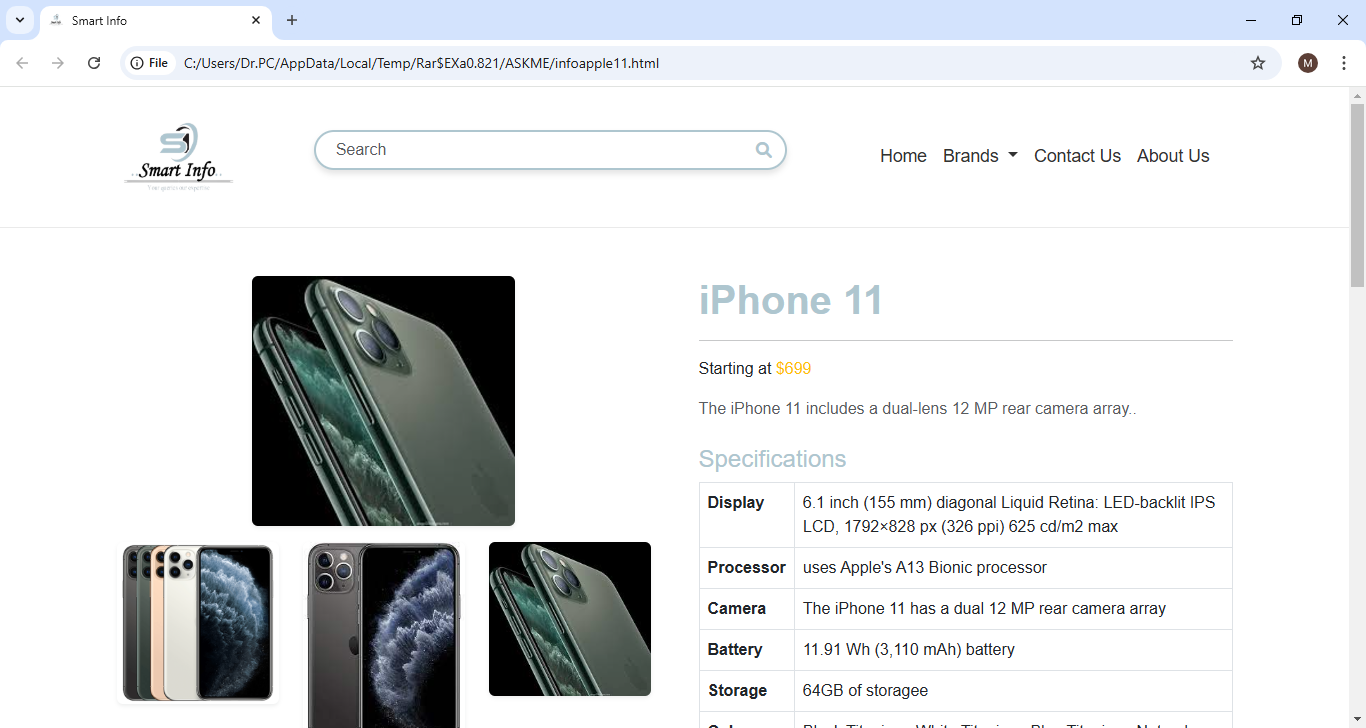 Smart Info
File
C:/Users/Dr.PC/AppData/Local/Temp/Rar$EXa0.821/ASKME/infoapple11.html
M
Smart Info
Search
Home Brands Contact Us About Us
iPhone 11
Starting at $699
The iPhone 11 includes a dual-lens 12 MP rear camera array..
Specifications
Display 6.1 inch (155 mm) diagonal Liquid Retina: LED-backlit IPS
LCD, 1792×828 px (326 ppi) 625 cd/m2 max
Processor uses Apple's A13 Bionic processor
Camera The iPhone 11 has a dual 12 MP rear camera array
Battery 11.91 Wh (3,110 mAh) battery
Storage 64GB of storagee